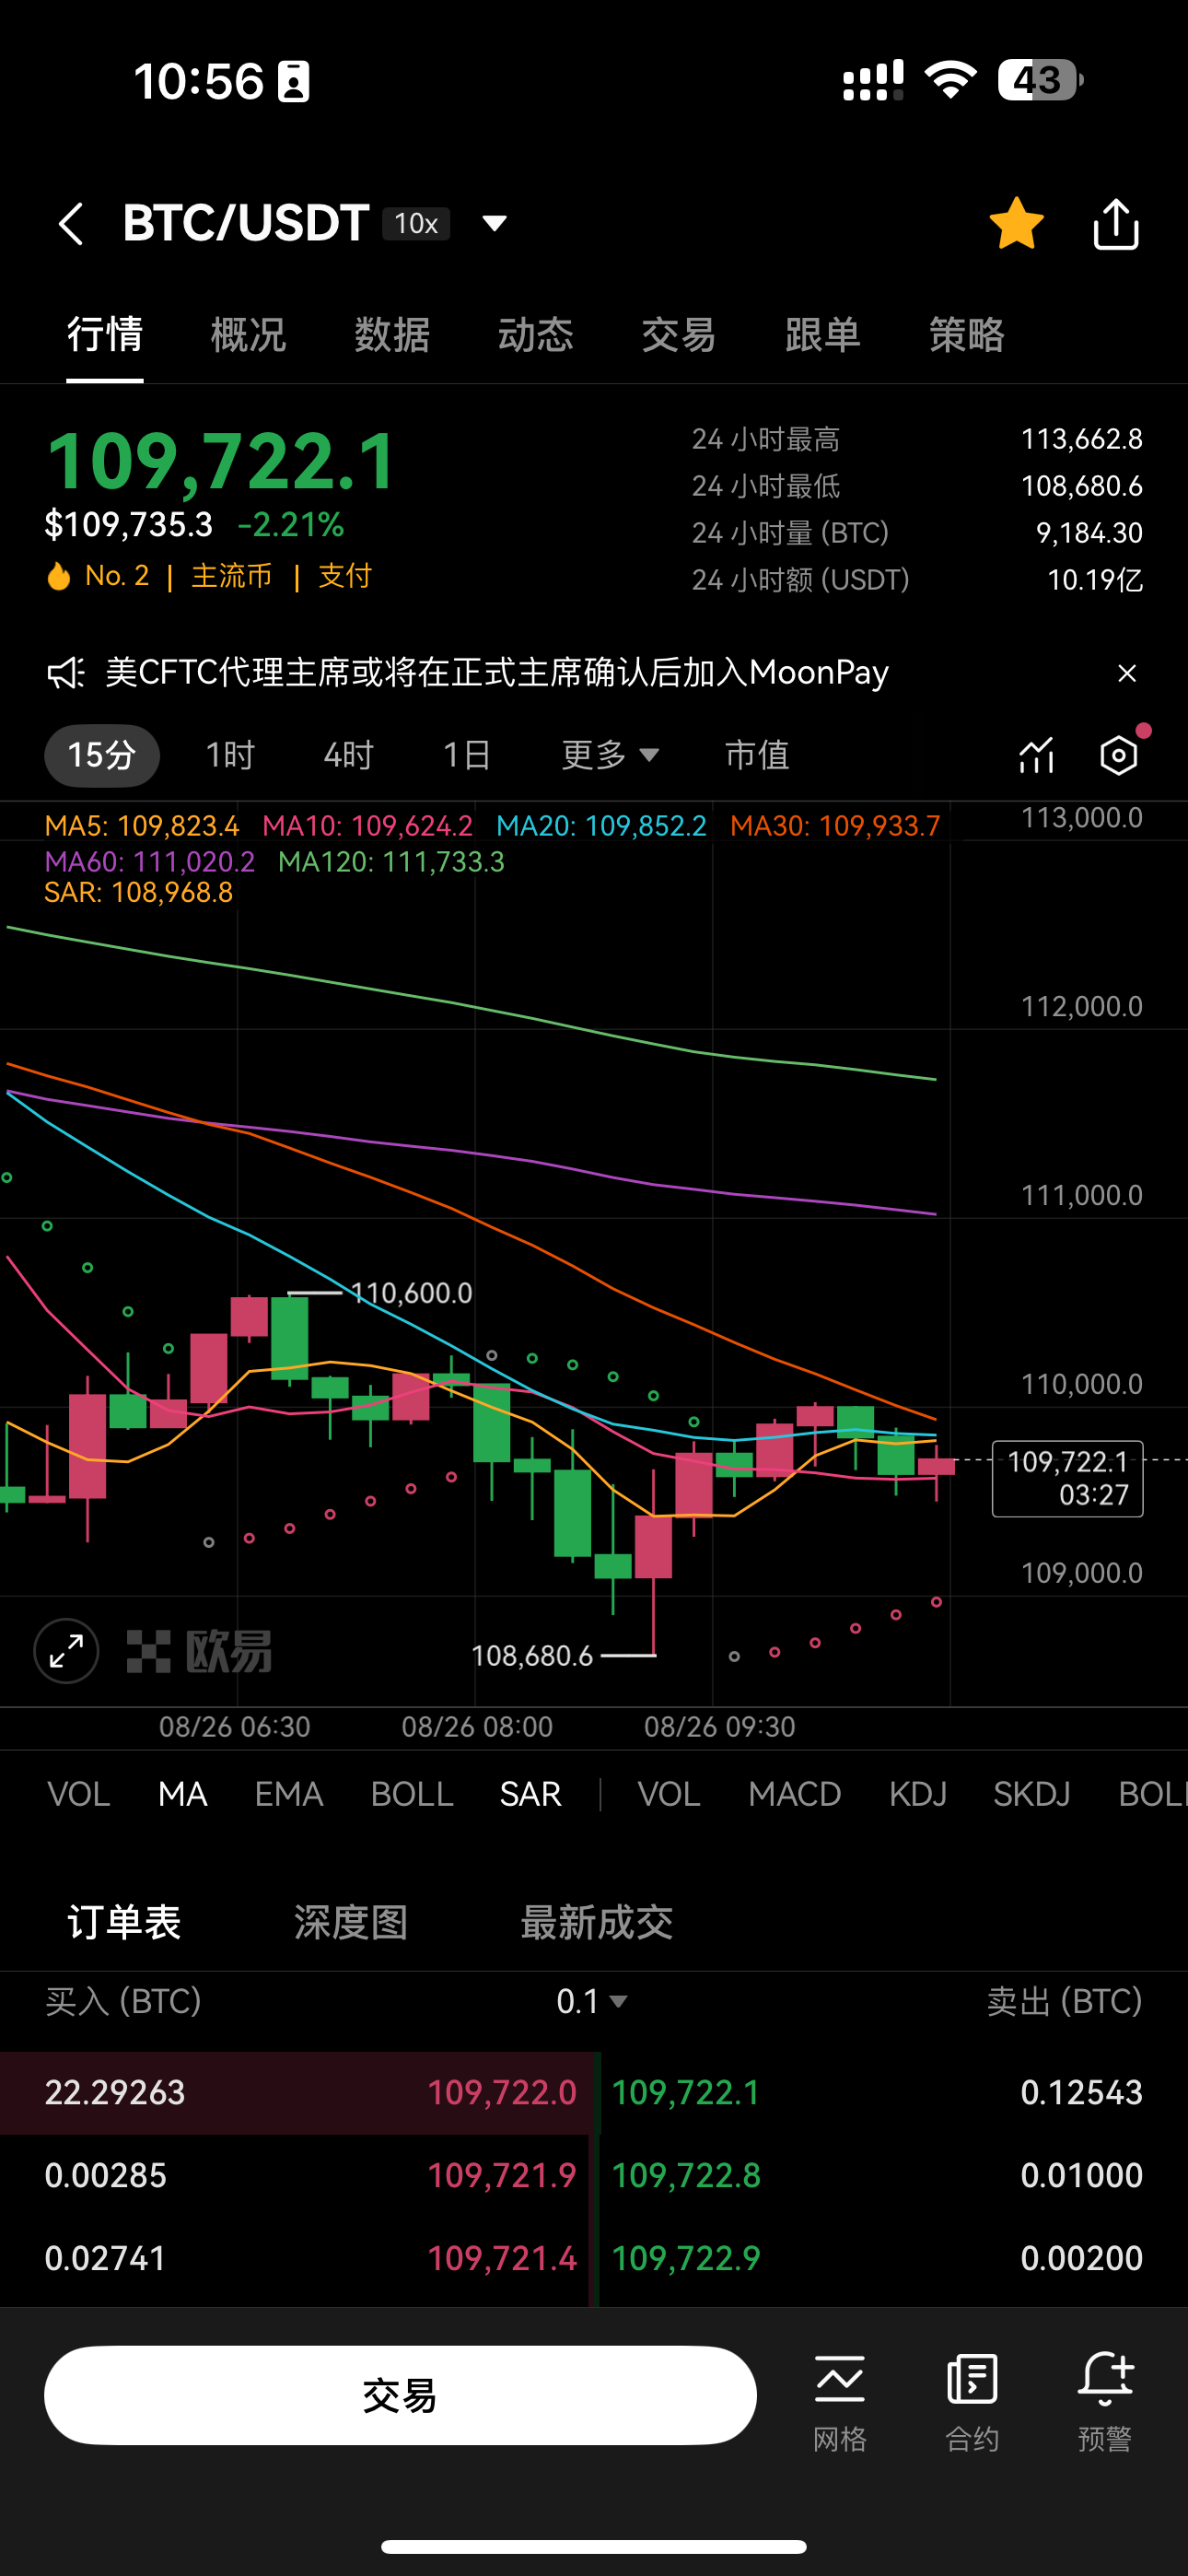 10:56
43
BTC/USDT 10x
行情 概况 数据 动态 交易 跟单 策略
109,722.1
$109,735.3 -2.21%
No. 2 | 主流币 | 支付
24 小时最高 113,662.8
24 小时最低 108,680.6
24 小时量 (BTC) 9,184.30
24 小时额 (USDT) 10.19亿
美CFTC代理主席或将在正式主席确认后加入MoonPay
15分 1时 4时 1日 更多 市值
MA5: 109,823.4 MA10: 109,624.2 MA20: 109,852.2 MA30: 109,933.7
MA60: 111,020.2 MA120: 111,733.3
SAR: 108,968.8
113,000.0
112,000.0
111,000.0
110,600.0
110,000.0
109,722.1
03:27
109,000.0
108,680.6
欧易
08/26 06:30 08/26 08:00 08/26 09:30
VOL MA EMA BOLL SAR | VOL MACD KDJ SKDJ BOLL
订单表 深度图 最新成交
买入 (BTC) 0.1 卖出 (BTC)
22.29263 109,722.0 109,722.1 0.12543
0.00285 109,721.9 109,722.8 0.01000
0.02741 109,721.4 109,722.9 0.00200
交易
网格 合约 预警